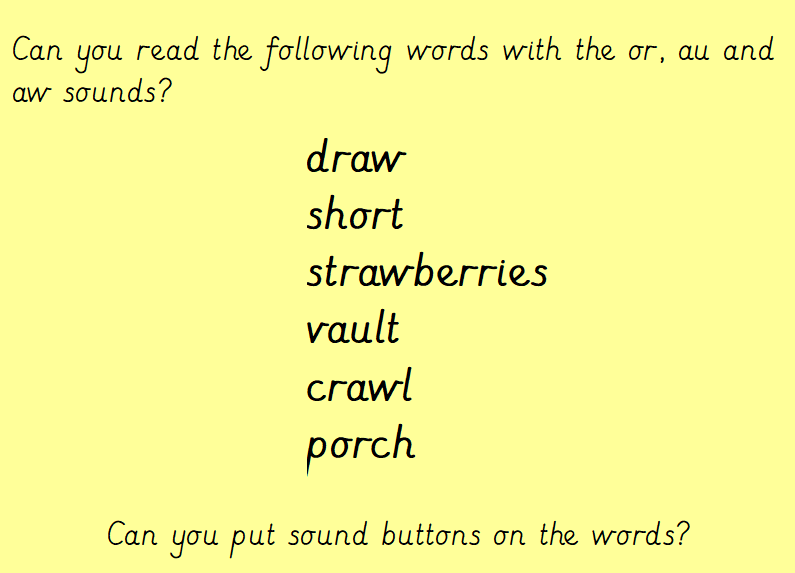 Can you read the following words with the or, au and
aw sounds?
draw
short
strawberries
vault
crawl
porch
Can you put sound buttons on the words?